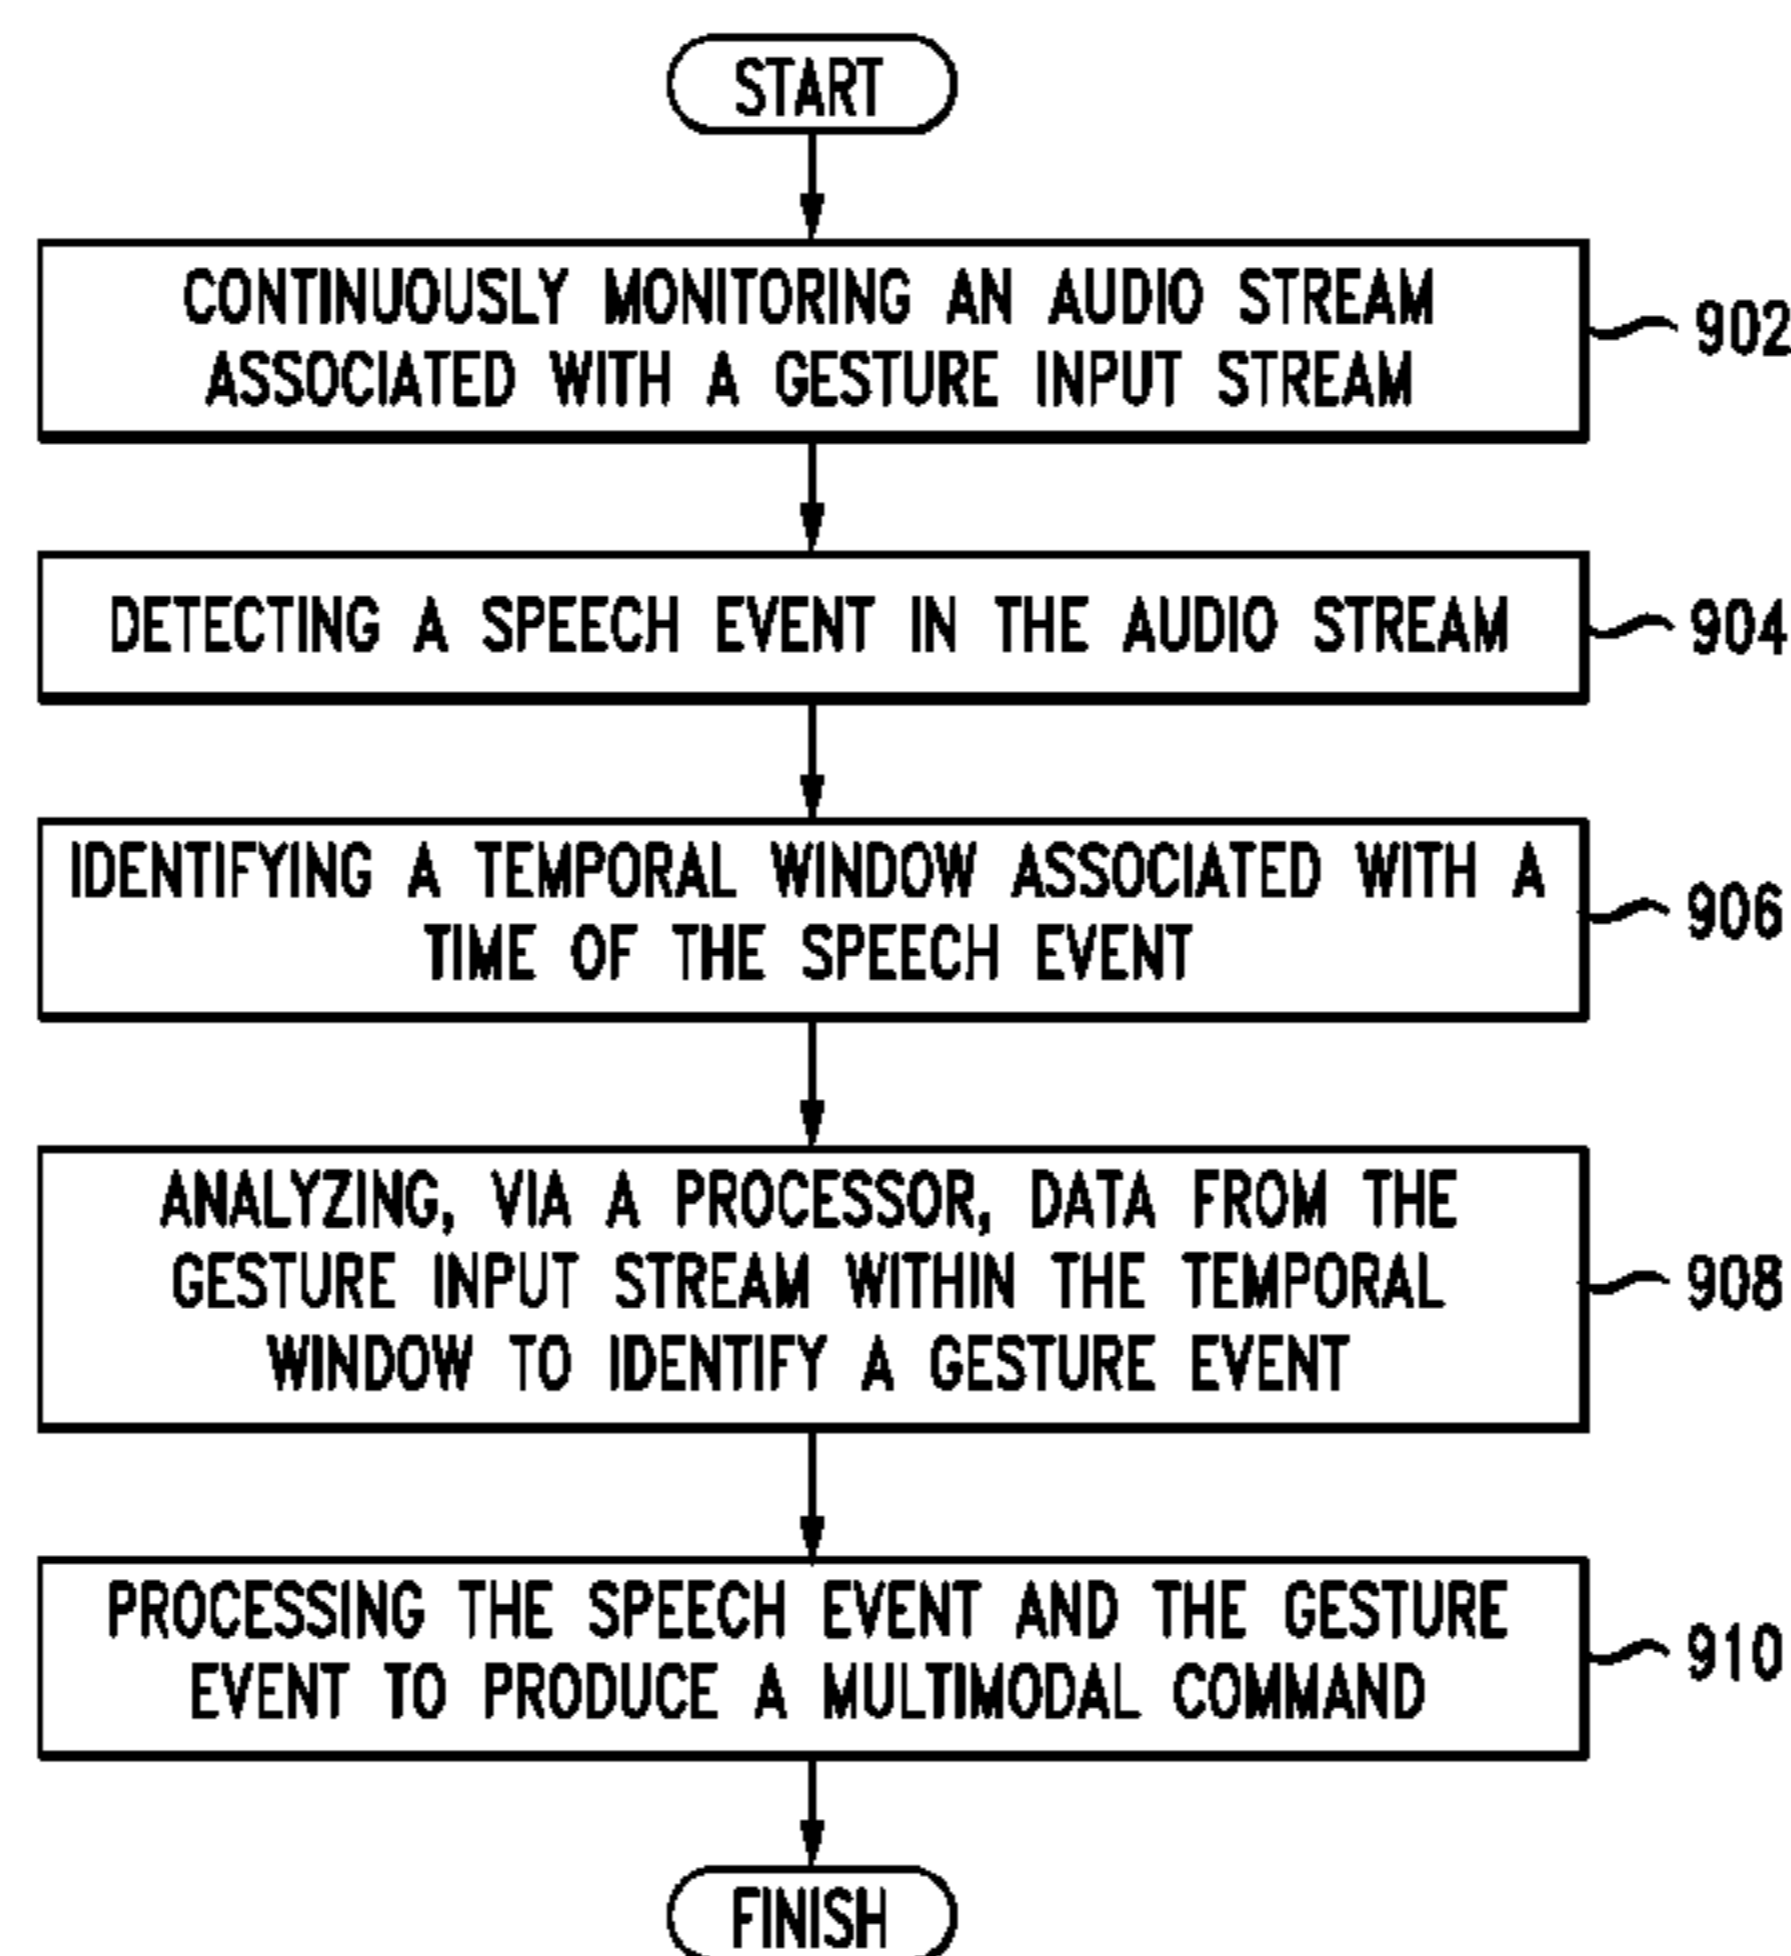 START
CONTINUOUSLY MONITORING AN AUDIO STREAM
ASSOCIATED WITH A GESTURE INPUT STREAM
902
DETECTING A SPEECH EVENT IN THE AUDIO STREAM
904
IDENTIFYING A TEMPORAL WINDOW ASSOCIATED WITH A
TIME OF THE SPEECH EVENT
906
ANALYZING, VIA A PROCESSOR, DATA FROM THE
GESTURE INPUT STREAM WITHIN THE TEMPORAL
WINDOW TO IDENTIFY A GESTURE EVENT
908
PROCESSING THE SPEECH EVENT AND THE GESTURE
EVENT TO PRODUCE A MULTIMODAL COMMAND
910
FINISH